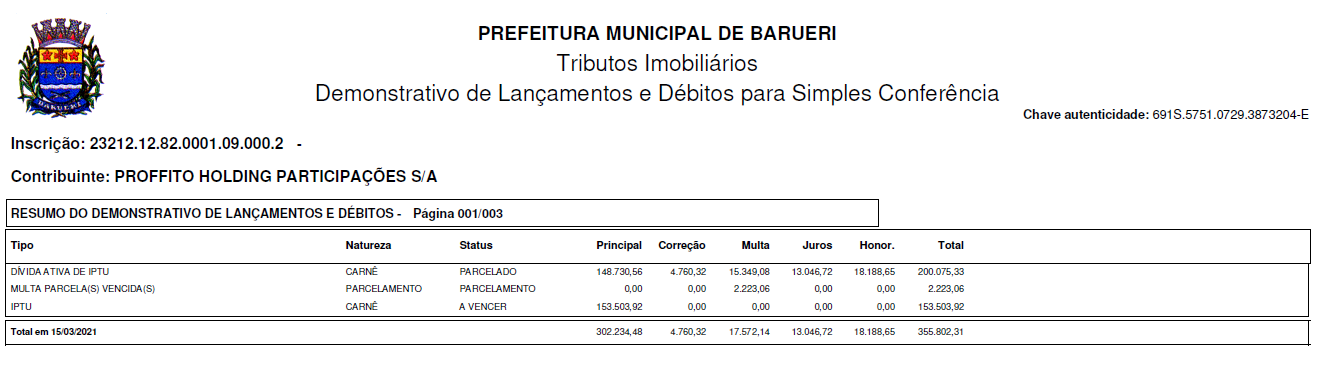 PREFEITURA MUNICIPAL DE BARUERI
Tributos Imobiliários
Demonstrativo de Lançamentos e Débitos para Simples Conferência
Chave autenticidade: 691S.5751.0729.3873204-E
BARUERI
Inscrição: 23212.12.82.0001.09.000.2 -
Contribuinte: PROFFITO HOLDING PARTICIPAÇÕES S/A
RESUMO DO DEMONSTRATIVO DE LANÇAMENTOS E DÉBITOS - Página 001/003
Tipo Natureza Status Principal Correção Multa Juros Honor. Total
DÍVIDA ATIVA DE IPTU CARNÊ PARCELADO 148.730,56 4.760,32 15.349,08 13.046,72 18.188,65 200.075,33
MULTA PARCELA(S) VENCIDA(S) PARCELAMENTO PARCELAMENTO 0,00 0,00 2.223,06 0,00 0,00 2.223,06
IPTU CARNÊ A VENCER 153.503,92 0,00 0,00 0,00 0,00 153.503,92
Total em 15/03/2021 302.234,48 4.760,32 17.572,14 13.046,72 18.188,65 355.802,31